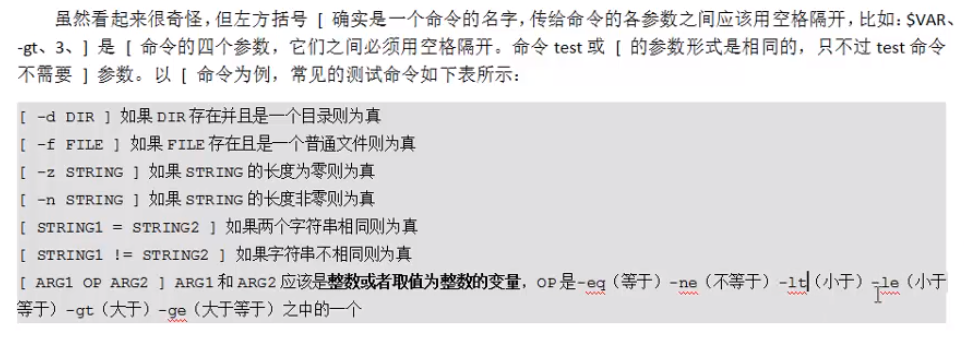 虽然看起来很奇怪，但左方括号 [ 确实是一个命令的名字，传给命令的各参数之间应该用空格隔开，比如：$VAR、
-gt、3、] 是 [ 命令的四个参数，它们之间必须用空格隔开。命令 test 或 [ 的参数形式是相同的，只不过 test 命令
不需要 ] 参数。以 [ 命令为例，常见的测试命令如下表所示：
[ -d DIR ] 如果 DIR 存在并且是一个目录则为真
[ -f FILE ] 如果 FILE 存在且是一个普通文件则为真
[ -z STRING ] 如果 STRING 的长度为零则为真
[ -n STRING ] 如果 STRING 的长度非零则为真
[ STRING1 = STRING2 ] 如果两个字符串相同则为真
[ STRING1 != STRING2 ] 如果字符串不相同则为真
[ ARG1 OP ARG2 ] ARG1 和 ARG2 应该是整数或者取值为整数的变量，OP 是-eq（等于）-ne（不等于）-lt（小于）-le（小于
等于）-gt（大于）-ge（大于等于）之中的一个